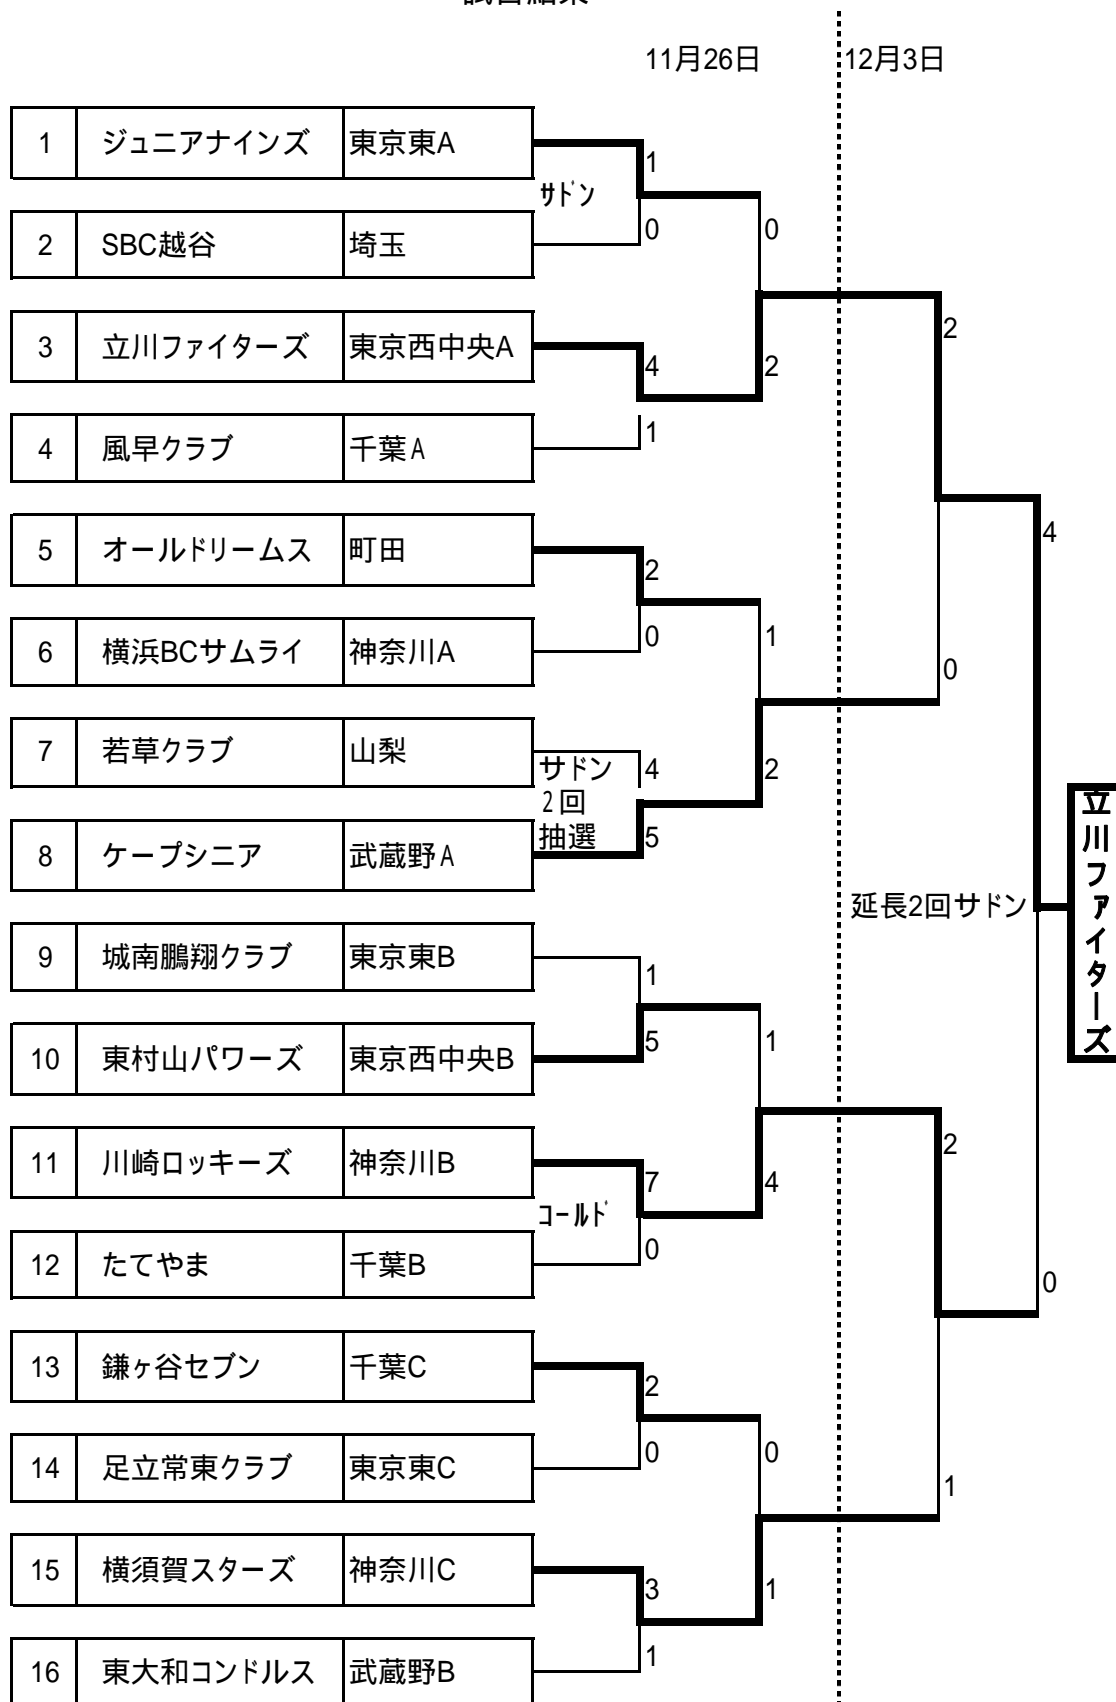 試合結果
11月26日
12月3日
1 ジュニアナインズ 東京東A
1
サドン
0
0
2 SBC越谷 埼玉
2
3 立川ファイターズ 東京西中央A
4
2
1
4 風早クラブ 千葉A
4
5 オールドリームス 町田
2
0
1
6 横浜BCサムライ 神奈川A
0
7 若草クラブ 山梨
サドン
4
2
2回
抽選
5
8 ケープシニア 武蔵野A
立川ファイターズ
延長2回サドン
9 城南鵬翔クラブ 東京東B
1
5
1
10 東村山パワーズ 東京西中央B
2
11 川崎ロッキーズ 神奈川B
7
4
コールド
0
12 たてやま 千葉B
0
13 鎌ヶ谷セブン 千葉C
2
0
0
14 足立常東クラブ 東京東C
1
15 横須賀スターズ 神奈川C
3
1
1
16 東大和コンドルス 武蔵野B